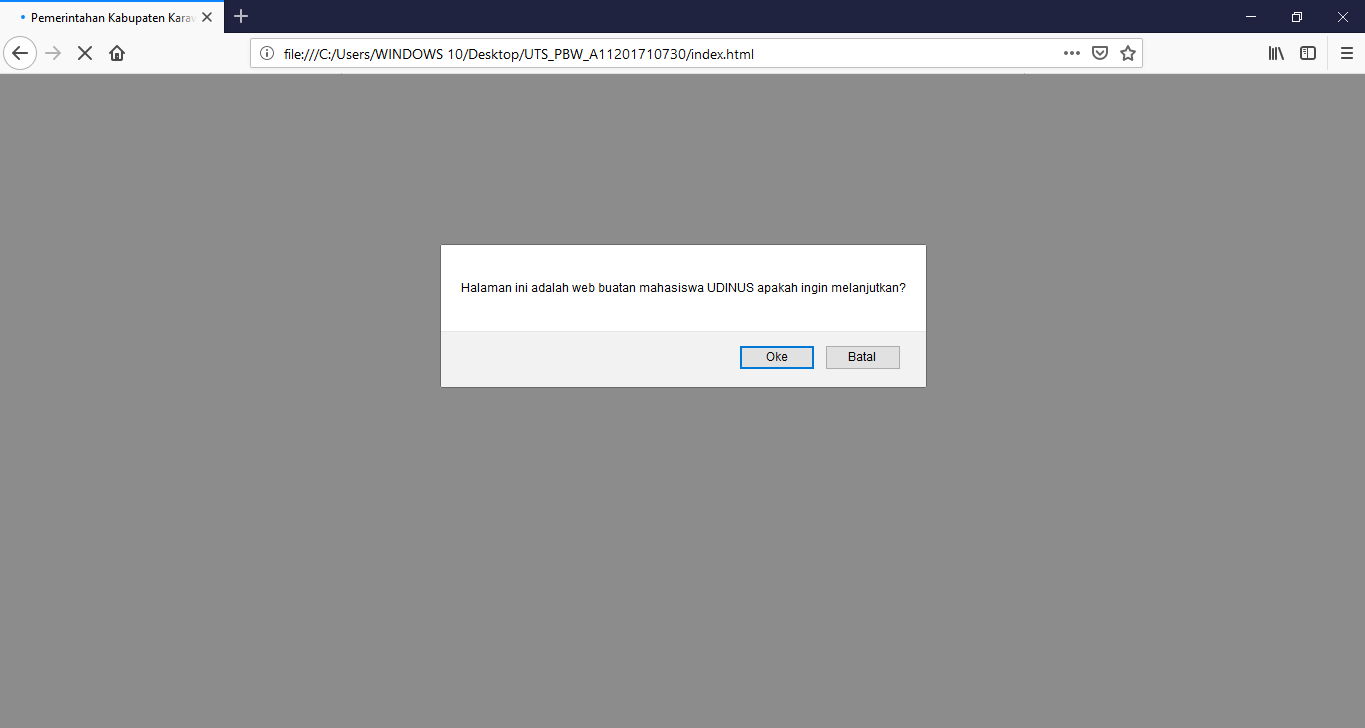 Pemerintahan Kabupaten Karaw
file:///C:/Users/WINDOWS 10/Desktop/UTS_PBW_A11201710730/index.html
Halaman ini adalah web buatan mahasiswa UDINUS apakah ingin melanjutkan?
Oke Batal